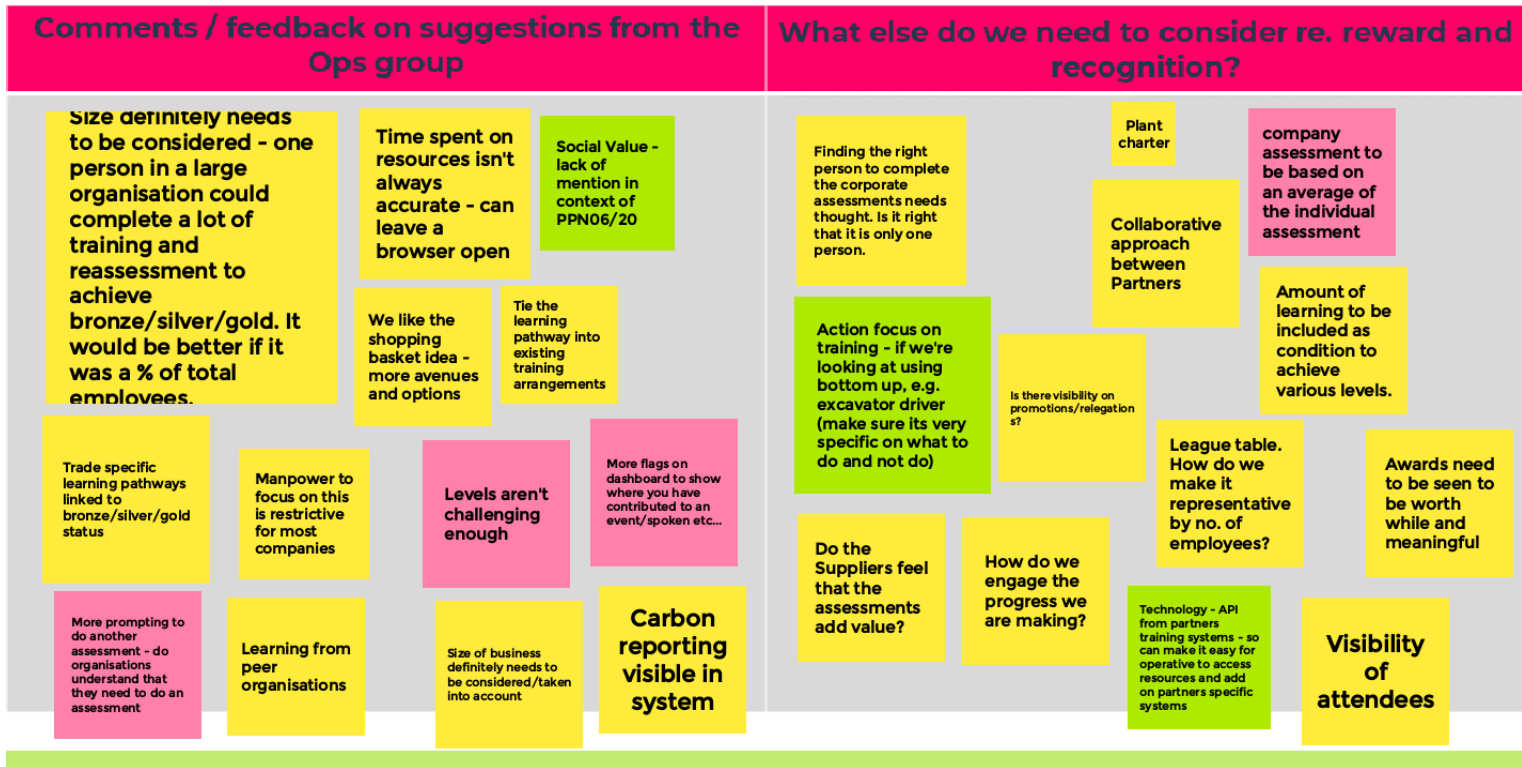 Comments / feedback on suggestions from the
Ops group
Size definitely needs
to be considered - one
person in a large
organisation could
complete a lot of
training and
reassessment to
achieve
bronze/silver/gold. It
would be better if it
was a % of total
employees.
Time spent on
resources isn't
always
accurate - can
leave a
browser open
Social Value -
lack of
mention in
context of
PPN06/20
We like the
shopping
basket idea -
more avenues
and options
Tie the
learning
pathway into
existing
training
arrangements
Trade specific
learning pathways
linked to
bronze/silver/gold
status
Manpower to
focus on this
is restrictive
for most
companies
Levels aren't
challenging
enough
More flags on
dashboard to show
where you have
contributed to an
event/spoken etc...
More prompting to
do another
assessment - do
organisations
understand that
they need to do an
assessment
Learning from
peer
organisations
Size of business
definitely needs to
be considered/taken
into account
Carbon
reporting
visible in
system
What else do we need to consider re. reward and
recognition?
Finding the right
person to complete
the corporate
assessments needs
thought. Is it right
that it is only one
person.
Plant
charter
company
assessment to
be based on
an average of
the individual
assessment
Collaborative
approach
between
Partners
Amount of
learning to be
included as
condition to
achieve
various levels.
Action focus on
training - if we're
looking at using
bottom up, e.g.
excavator driver
(make sure its very
specific on what to
do and not do)
Is there visibility on
promotions/relegation
s?
League table.
How do we
make it
representative
by no. of
employees?
Awards need
to be seen to
be worth
while and
meaningful
Do the
Suppliers feel
that the
assessments
add value?
How do we
engage the
progress we
are making?
Technology - API
from partners
training systems - so
can make it easy for
operative to access
resources and add
on partners specific
systems
Visibility
of
attendees